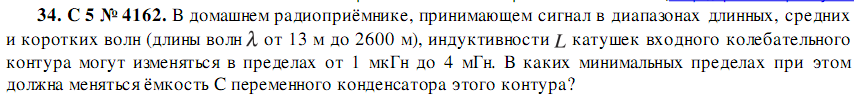 34. C 5 № 4162. В домашнем радиоприёмнике, принимающем сигнал в диапазонах длинных, средних
и коротких волн (длины волн λ от 13 м до 2600 м), индуктивности L катушек входного колебательного
контура могут изменяться в пределах от 1 мкГн до 4 мГн. В каких минимальных пределах при этом
должна меняться ёмкость С переменного конденсатора этого контура?